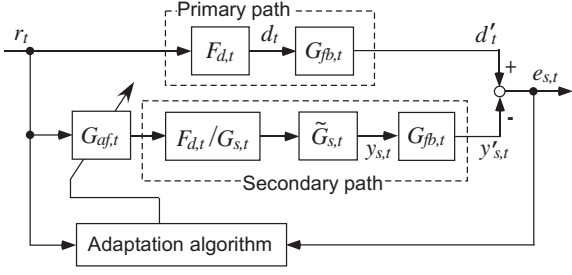 Primary path
r_t
F_{d,t}
d_t
G_{fb,t}
d'_t
+
e_{s,t}
G_{af,t}
F_{d,t}/G_{s,t}
G̃_{s,t}
y_{s,t}
G_{fb,t}
y'_{s,t}
-
Secondary path
Adaptation algorithm